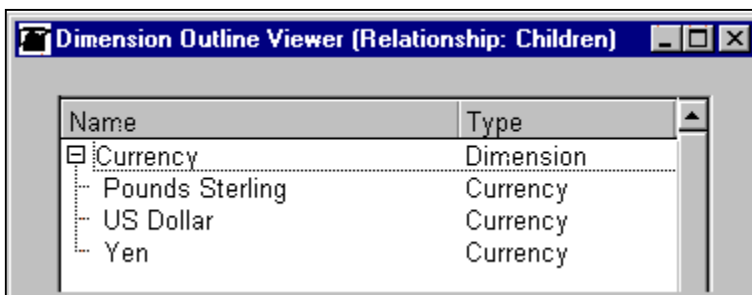 Dimension Outline Viewer (Relationship: Children)
Name Type
Currency Dimension
Pounds Sterling Currency
US Dollar Currency
Yen Currency